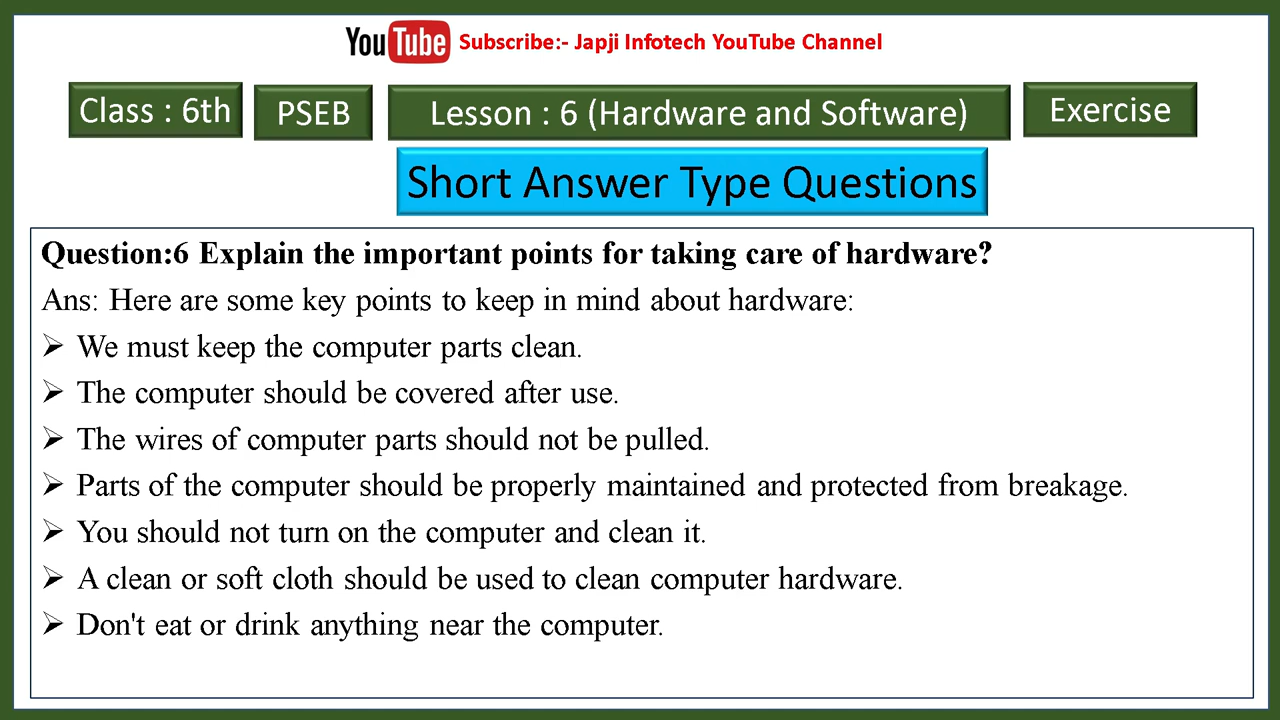 YouTube Subscribe:- Japji Infotech YouTube Channel
Class : 6th PSEB Lesson : 6 (Hardware and Software) Exercise
Short Answer Type Questions
Question:6 Explain the important points for taking care of hardware?
Ans: Here are some key points to keep in mind about hardware:
➢ We must keep the computer parts clean.
➢ The computer should be covered after use.
➢ The wires of computer parts should not be pulled.
➢ Parts of the computer should be properly maintained and protected from breakage.
➢ You should not turn on the computer and clean it.
➢ A clean or soft cloth should be used to clean computer hardware.
➢ Don't eat or drink anything near the computer.